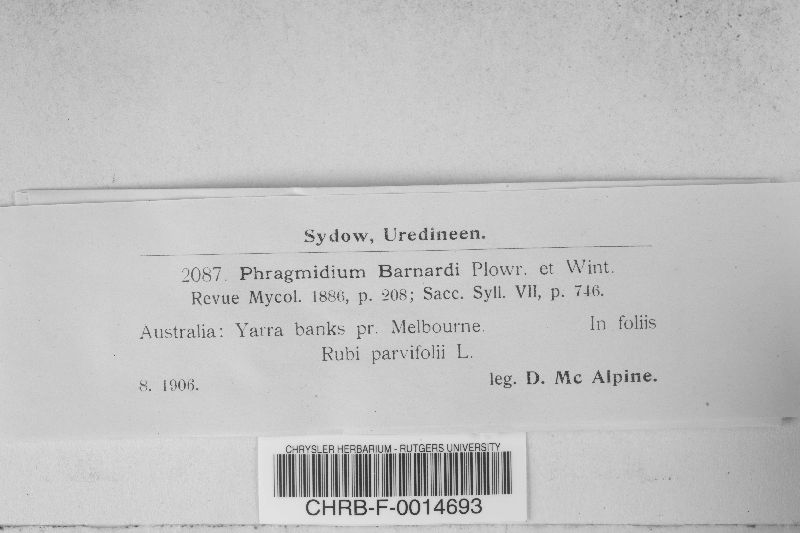 Sydow, Uredineen.
2087. Phragmidium Barnardi Plowr. et Wint.
Revue Mycol. 1886, p. 208; Sacc. Syll. VII, p. 746.
Australia: Yarra banks pr. Melbourne. In foliis
Rubi parvifolii L.
8. 1906. leg. D. Mc Alpine.
CHRYSLER HERBARIUM - RUTGERS UNIVERSITY
CHRB-F-0014693